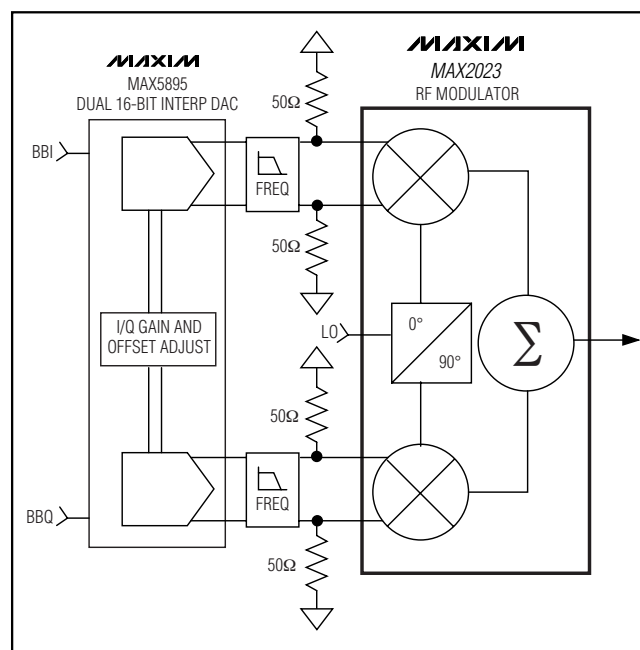 MAXIM
MAX5895
DUAL 16-BIT INTERP DAC
MAXIM
MAX2023
RF MODULATOR
50Ω
BBI
FREQ
50Ω
I/Q GAIN AND
OFFSET ADJUST
LO
0°
90°
Σ
50Ω
BBQ
FREQ
50Ω